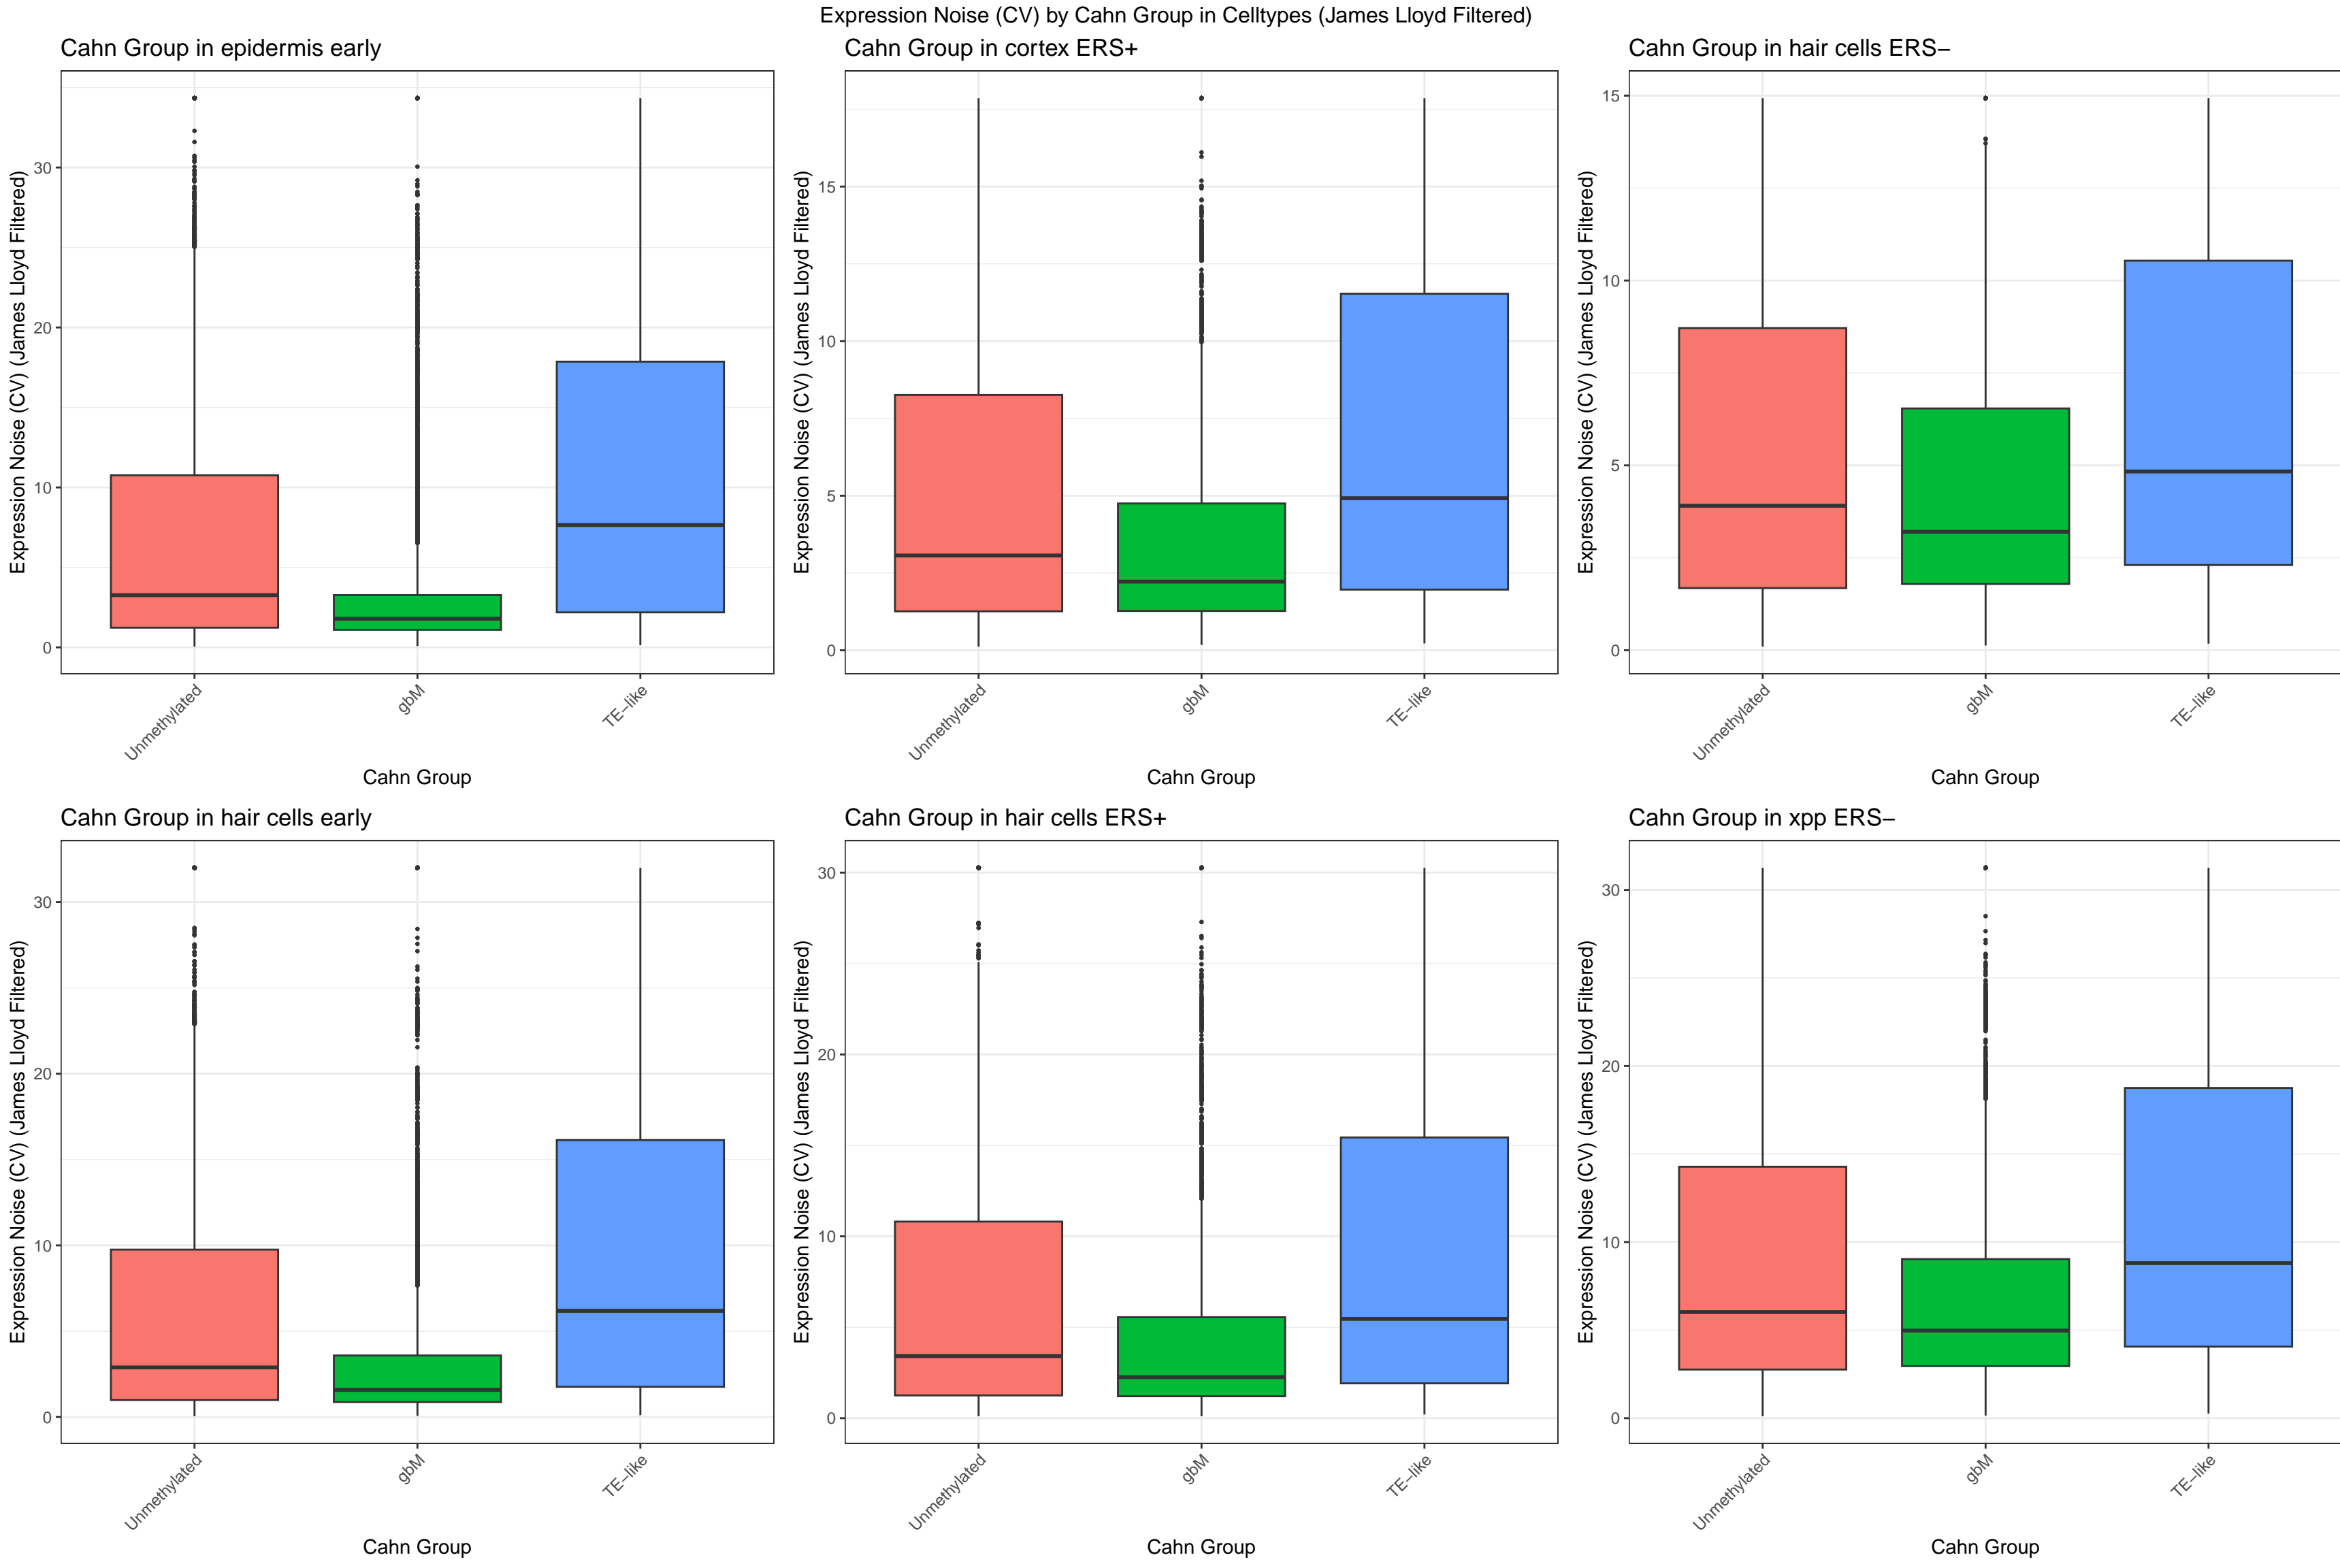 Expression Noise (CV) by Cahn Group in Celltypes (James Lloyd Filtered)
Cahn Group in epidermis early
Expression Noise (CV) (James Lloyd Filtered)
30
20
10
0
Unmethylated
gbM
TE−like
Cahn Group
Cahn Group in cortex ERS+
Expression Noise (CV) (James Lloyd Filtered)
15
10
5
0
Unmethylated
gbM
TE−like
Cahn Group
Cahn Group in hair cells ERS−
Expression Noise (CV) (James Lloyd Filtered)
15
10
5
0
Unmethylated
gbM
TE−like
Cahn Group
Cahn Group in hair cells early
Expression Noise (CV) (James Lloyd Filtered)
30
20
10
0
Unmethylated
gbM
TE−like
Cahn Group
Cahn Group in hair cells ERS+
Expression Noise (CV) (James Lloyd Filtered)
30
20
10
0
Unmethylated
gbM
TE−like
Cahn Group
Cahn Group in xpp ERS−
Expression Noise (CV) (James Lloyd Filtered)
30
20
10
0
Unmethylated
gbM
TE−like
Cahn Group